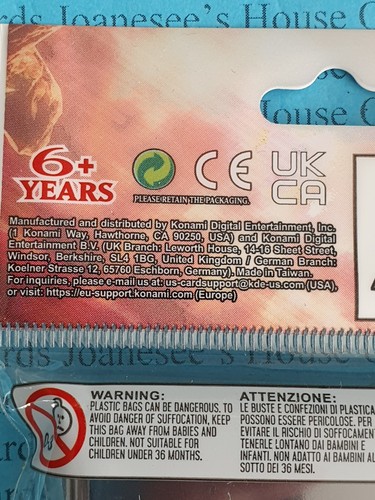 rds Joanesee's House C
House C
6+
YEARS
CE
UK
CA
PLEASE RETAIN THE PACKAGING.
Manufactured and distributed by Konami Digital Entertainment, Inc.
(1 Konami Way, Hawthorne, CA 90250, USA) and Konami Digital
Entertainment B.V. (UK Branch: Leworth House, 14-16 Sheet Street,
Windsor, Berkshire, SL4 1BG, United Kingdom / German Branch:
Koelner Strasse 12, 65760 Eschborn, Germany). Made in Taiwan.
For inquiries, please e-mail us at: us-cardsupport@kde-us.com (USA),
or visit: https://eu-support.konami.com (Europe)
rds Joanesee's House Ca
WARNING:
PLASTIC BAGS CAN BE DANGEROUS. TO
AVOID DANGER OF SUFFOCATION, KEEP
THIS BAG AWAY FROM BABIES AND
CHILDREN. NOT SUITABLE FOR
CHILDREN UNDER 36 MONTHS.
ATTENZIONE:
LE BUSTE E CONFEZIONI DI PLASTICA
POSSONO ESSERE PERICOLOSE. PER
EVITARE IL RISCHIO DI SOFFOCAMENT
TENERLE LONTANO DAI BAMBINI E
INFANTI. NON ADATTO AI BAMBINI AL
SOTTO DEI 36 MESI.